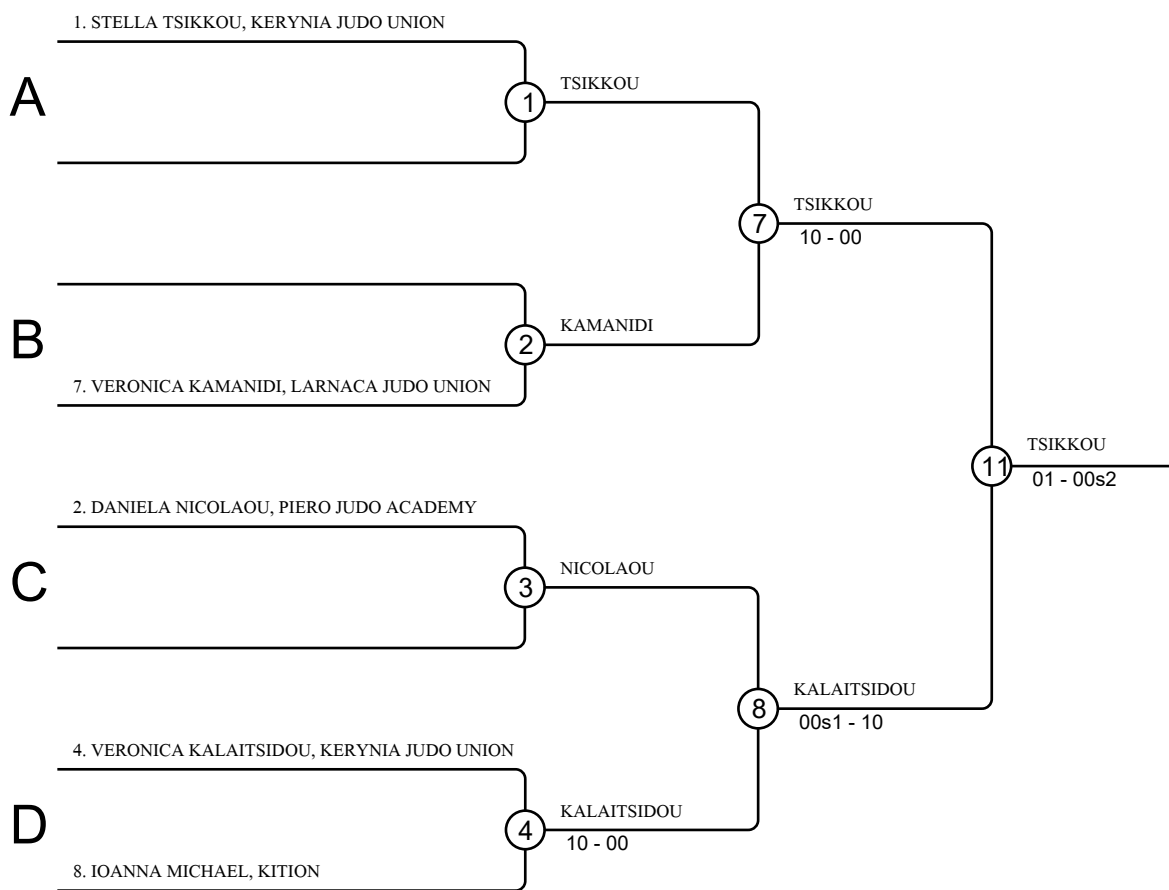 1. STELLA TSIKKOU, KERYNIA JUDO UNION
A
1
TSIKKOU
7
TSIKKOU
10 - 00
B
2
KAMANIDI
7. VERONICA KAMANIDI, LARNACA JUDO UNION
11
TSIKKOU
01 - 00s2
2. DANIELA NICOLAOU, PIERO JUDO ACADEMY
C
3
NICOLAOU
8
KALAITSIDOU
00s1 - 10
4. VERONICA KALAITSIDOU, KERYNIA JUDO UNION
D
4
KALAITSIDOU
10 - 00
8. IOANNA MICHAEL, KITION